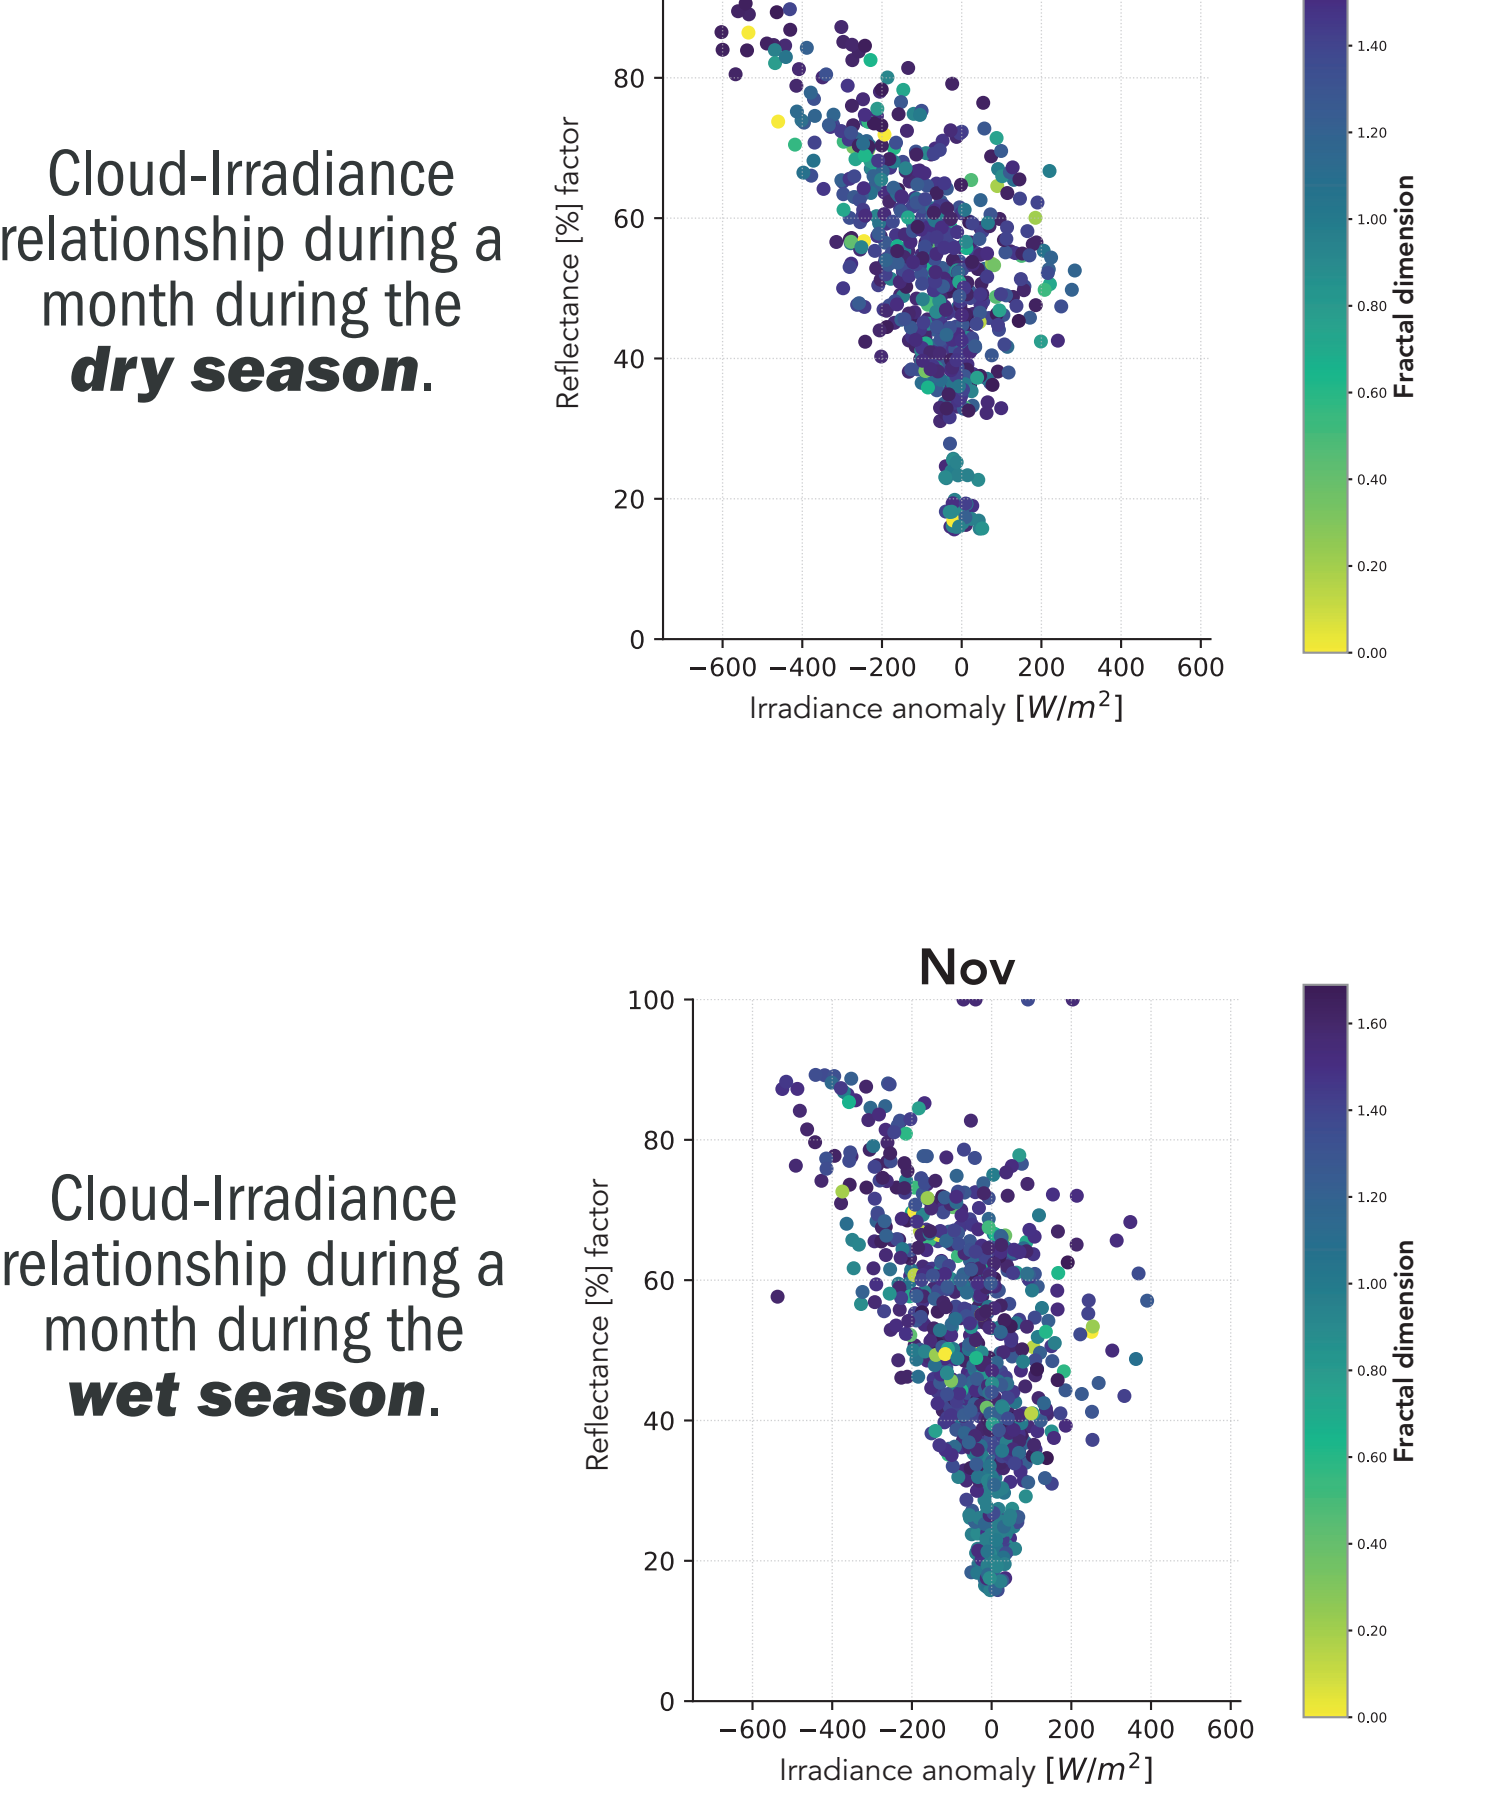 Cloud-Irradiance
relationship during a
month during the
dry season.
Reflectance [%] factor
80
60
40
20
0
−600 −400 −200 0 200 400 600
Irradiance anomaly [W/m²]
1.40
1.20
1.00
0.80
0.60
0.40
0.20
0.00
Fractal dimension
Cloud-Irradiance
relationship during a
month during the
wet season.
Nov
Reflectance [%] factor
100
80
60
40
20
0
−600 −400 −200 0 200 400 600
Irradiance anomaly [W/m²]
1.60
1.40
1.20
1.00
0.80
0.60
0.40
0.20
0.00
Fractal dimension